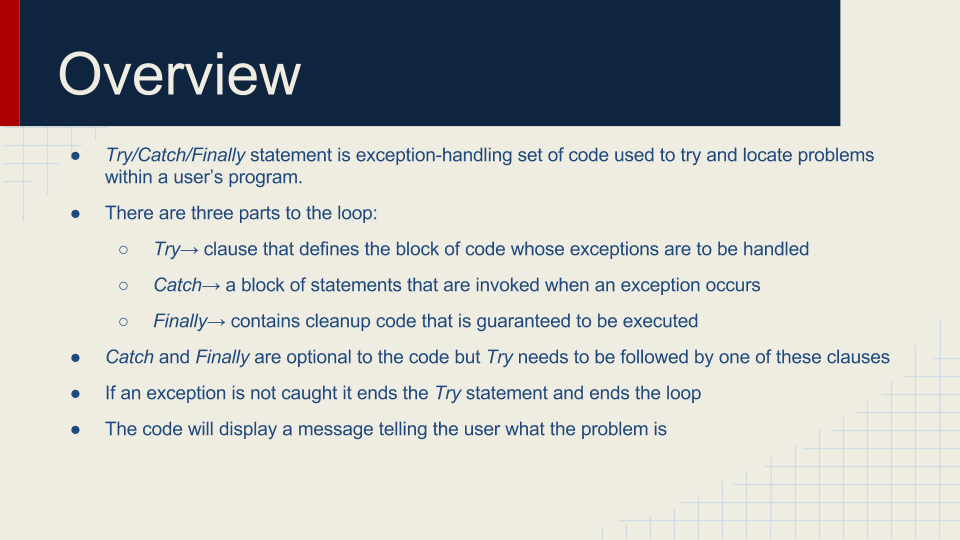 Overview
● Try/Catch/Finally statement is exception-handling set of code used to try and locate problems
within a user’s program.
● There are three parts to the loop:
○ Try→ clause that defines the block of code whose exceptions are to be handled
○ Catch→ a block of statements that are invoked when an exception occurs
○ Finally→ contains cleanup code that is guaranteed to be executed
● Catch and Finally are optional to the code but Try needs to be followed by one of these clauses
● If an exception is not caught it ends the Try statement and ends the loop
● The code will display a message telling the user what the problem is